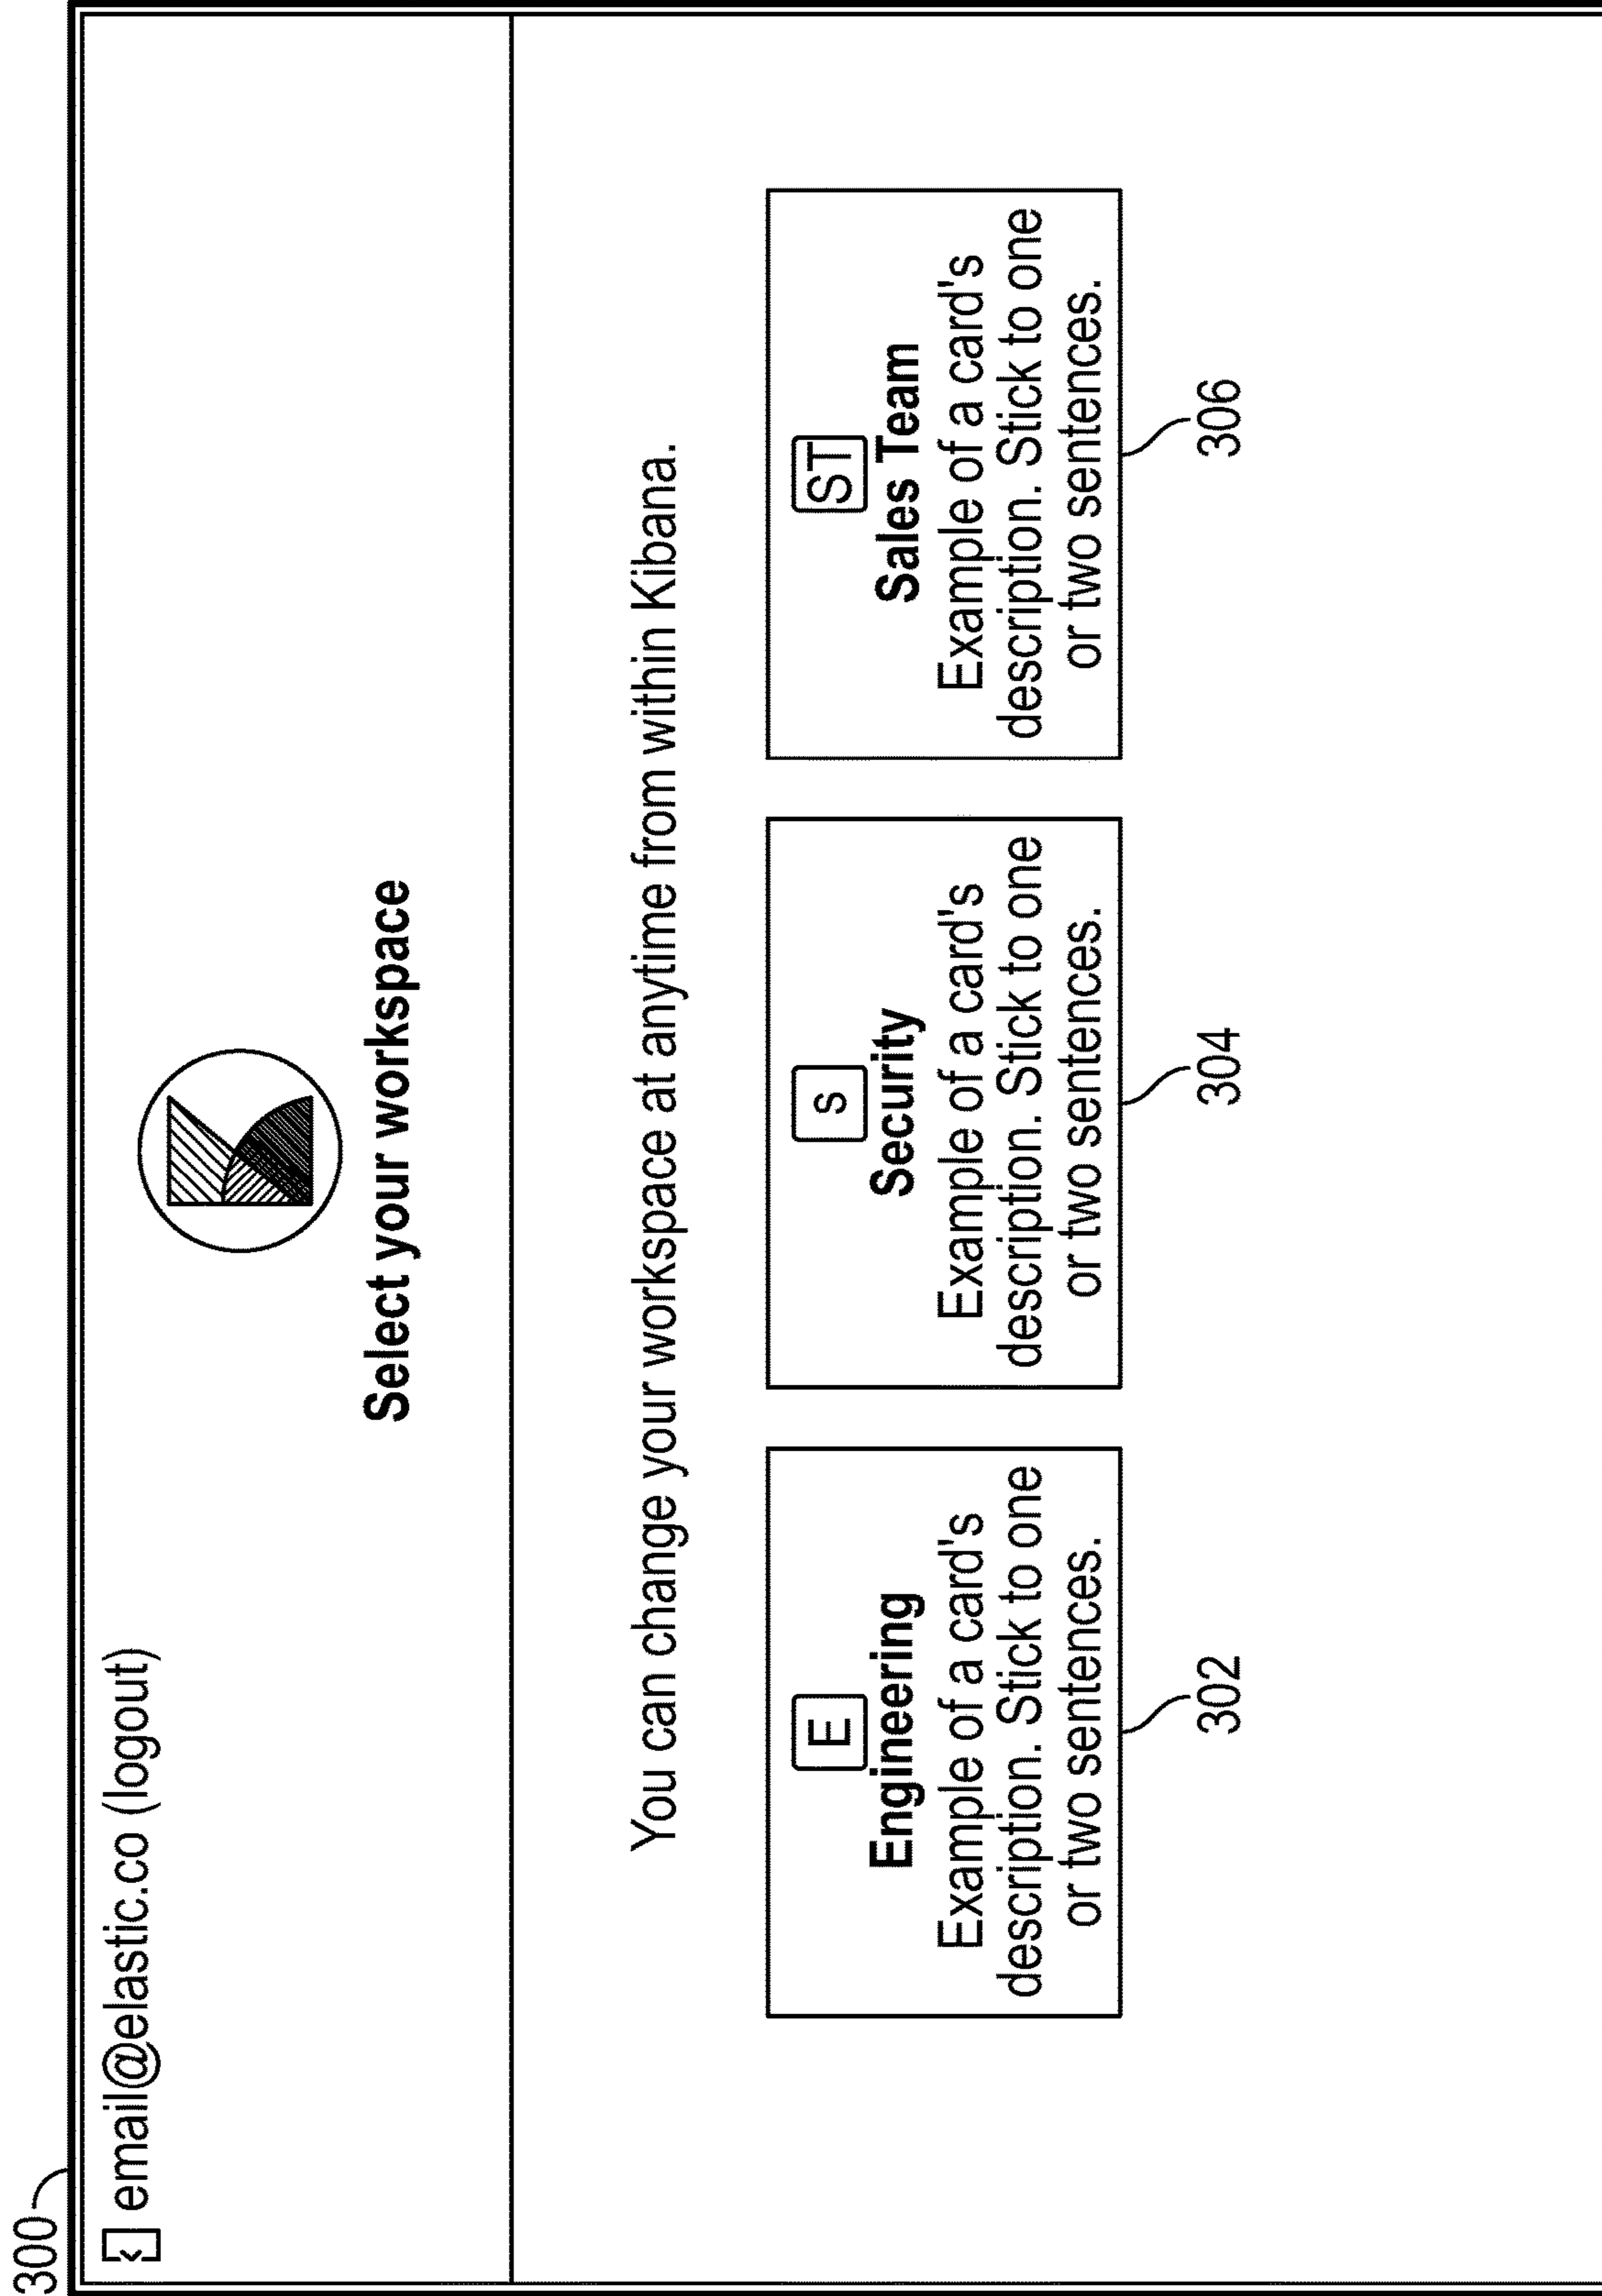 300
email@elastic.co (logout)
Select your workspace
You can change your workspace at anytime from within Kibana.
E
Engineering
Example of a card's
description. Stick to one
or two sentences.
302
s
Security
Example of a card's
description. Stick to one
or two sentences.
304
ST
Sales Team
Example of a card's
description. Stick to one
or two sentences.
306